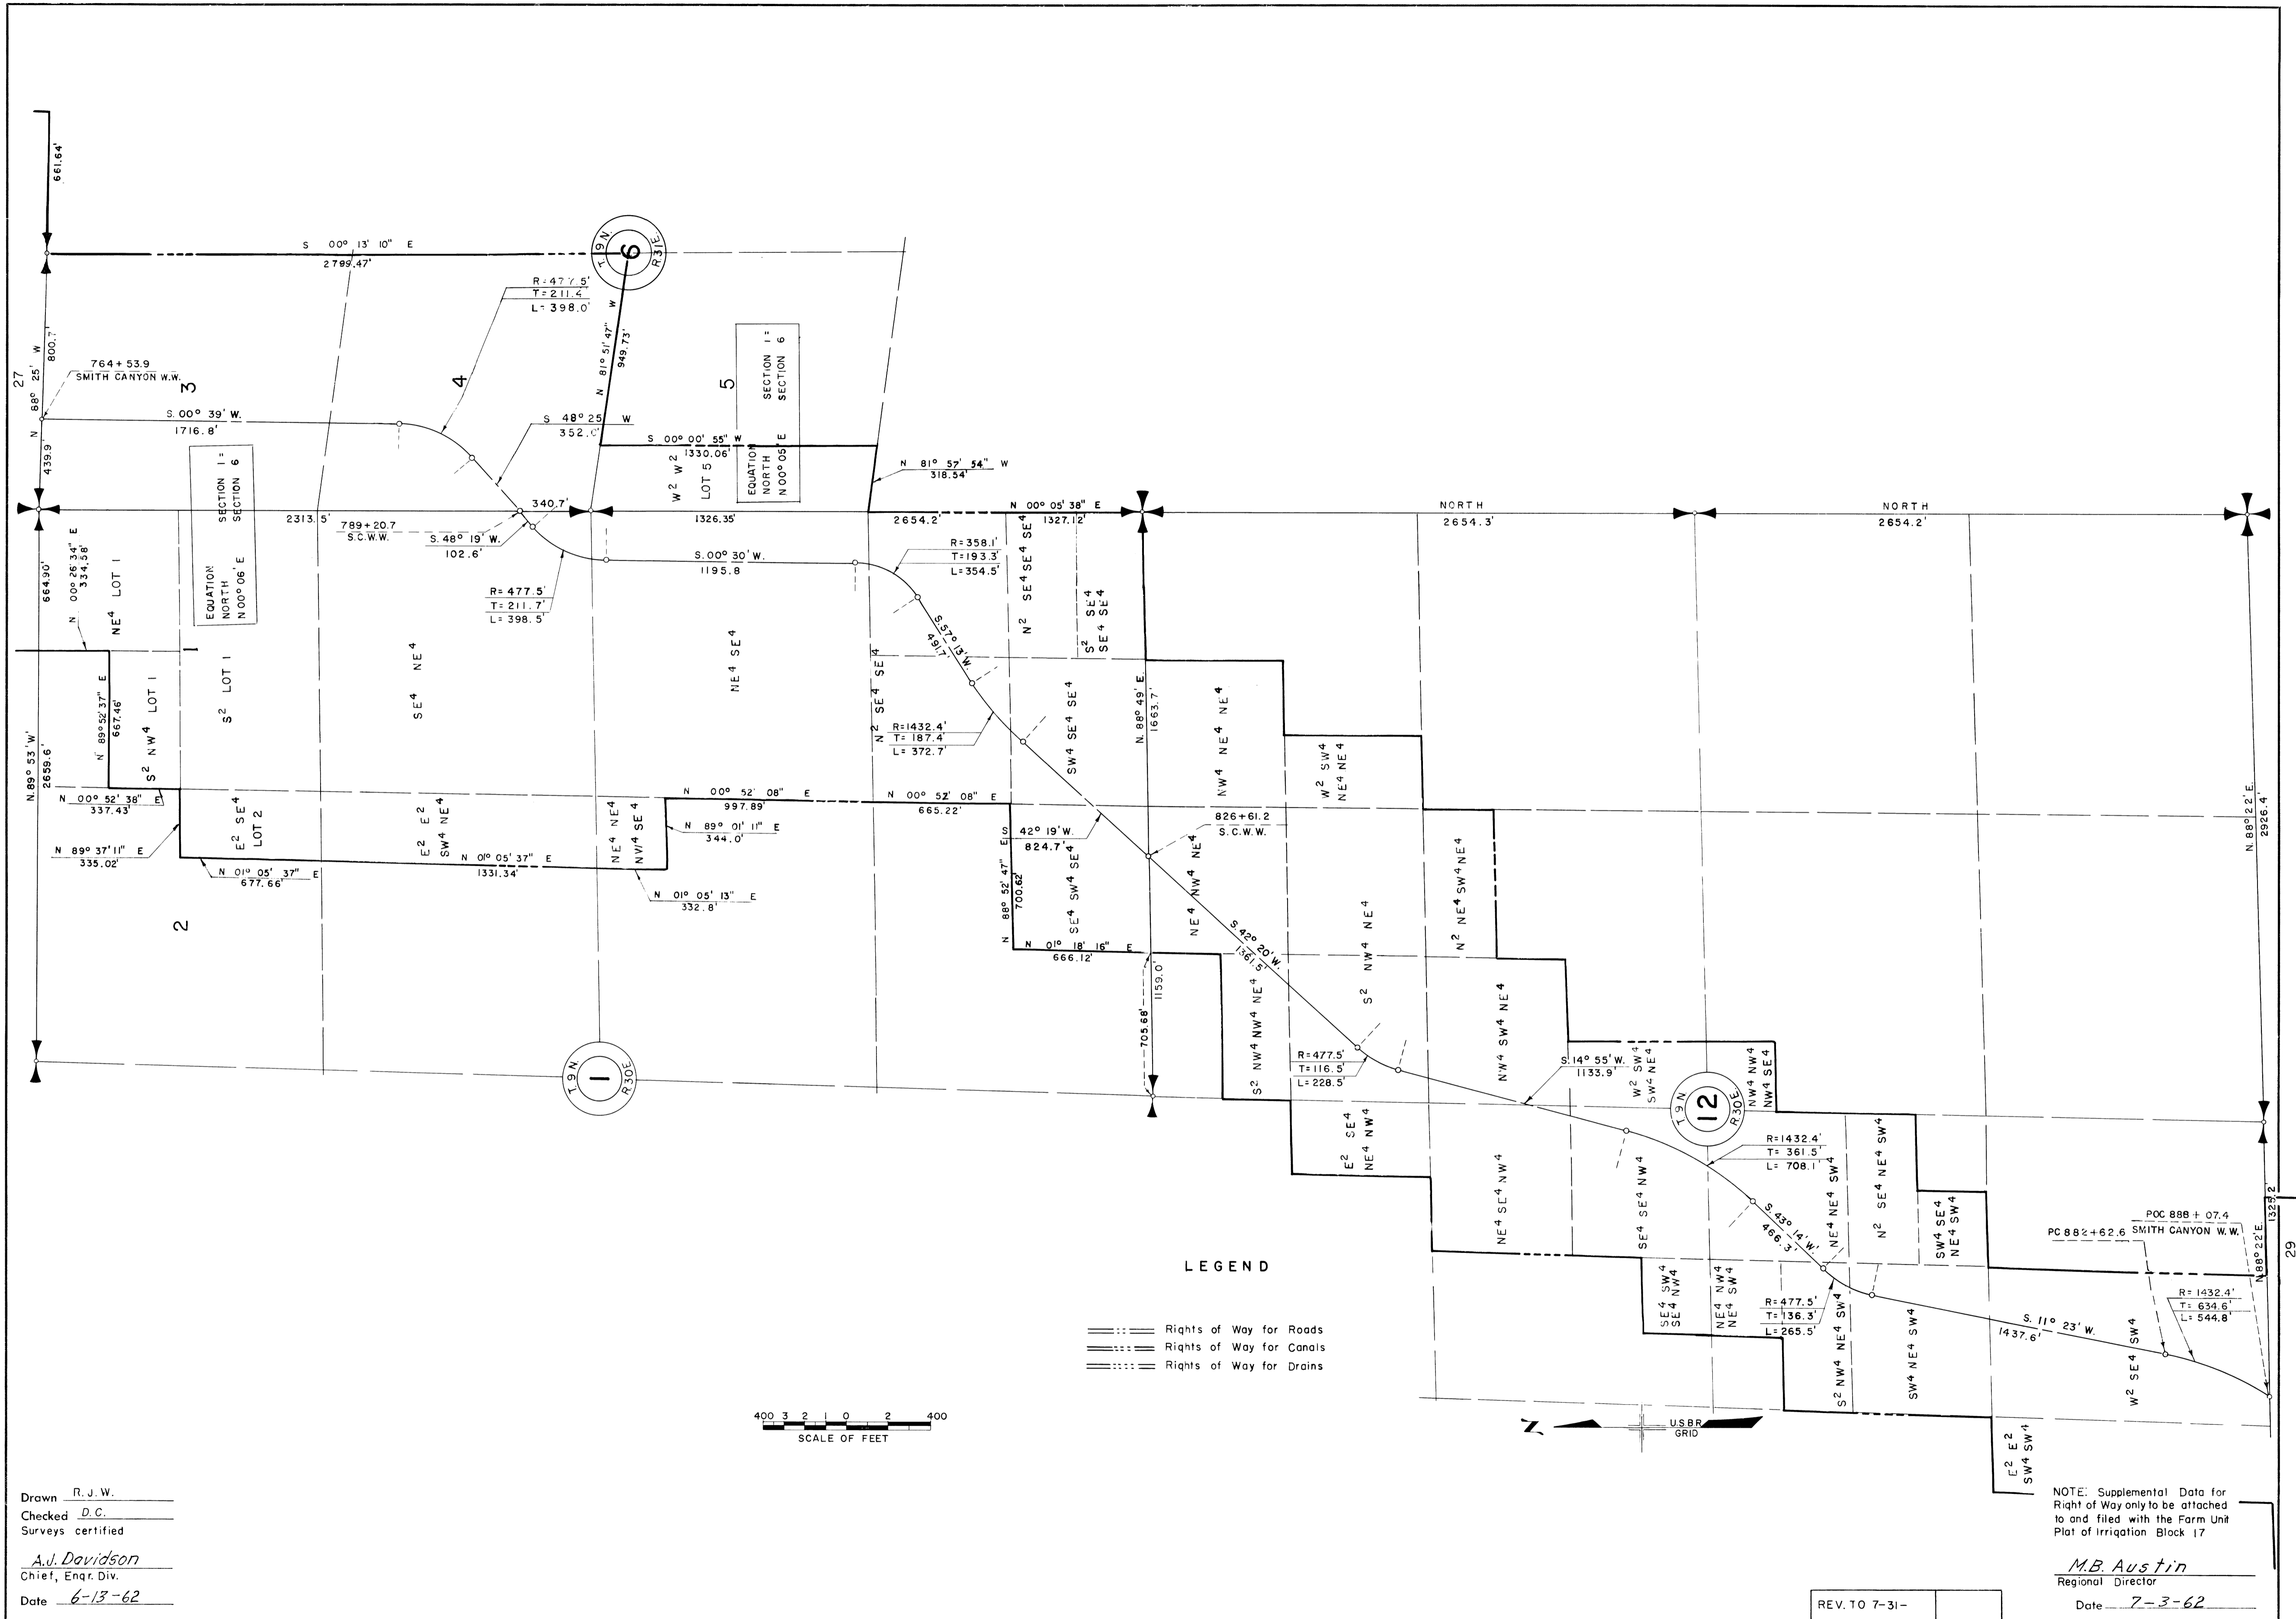 661.64'
S 00° 13' 10" E
2799.47'
T. 9 N.
6
R.31E.
R=477.5'
T=211.4'
L=398.0'
27
N 88° 25' W
800.7'
439.9'
764+53.9
SMITH CANYON W.W.
3
4
S. 00° 39' W.
1716.8'
S 48° 25' W
N 81° 51' 47" W
949.73'
5
EQUATION
NORTH SECTION 1=
N 00° 05' E SECTION 6
S 00° 00' 55" W
1330.06'
W² W²
LOT 5
N 81° 57' 54" W
318.54'
EQUATION
NORTH SECTION 1=
N 00° 06' E SECTION 6
2313.5'
340.7'
789+20.7
S.C.W.W.
S. 48° 19' W.
102.6'
1326.35'
2654.2'
N 00° 05' 38" E
1327.12'
NORTH
2654.3'
NORTH
2654.2'
664.90'
N 00° 26' 34" E
334.58'
NE⁴ LOT 1
1
S. 00° 30' W.
1195.8
R=477.5'
T=211.7'
L=398.5'
R=358.1'
T=193.3'
L=354.5'
N² SE⁴ SE⁴ SE⁴
S²
SE⁴ SE⁴
N. 89° 53' W'
2659.6'
N 89° 52' 37" E
667.46'
S² NW⁴ LOT 1
S² LOT 1
SE⁴ NE⁴
NE⁴ SE⁴
N² SE⁴ SE⁴
S. 57° 13' W.
491.7'
R=1432.4'
T= 187.4'
L= 372.7'
SW⁴ SE⁴ SE⁴
N. 88° 49' E.
1663.7'
NW⁴ NE⁴ NE⁴
W² SW⁴
NE⁴ NE⁴
N 00° 52' 38" E
337.43'
E² SE⁴
LOT 2
E² E²
SW⁴ NE⁴
NE⁴ NE⁴
NW⁴ SE⁴
N 00° 52' 08" E
997.89'
N 00° 52' 08" E
665.22'
N 89° 01' 11" E
344.0'
N 89° 37' 11" E
335.02'
N 01° 05' 37" E
677.66'
N 01° 05' 37" E
1331.34'
N 01° 05' 13" E
332.8'
2
S 42° 19' W.
824.7'
826+61.2
S.C.W.W.
N 88° 52' 47" E
700.62'
SE⁴ SW⁴ SE⁴
NE⁴ NW⁴ NE⁴
N 01° 18' 16" E
666.12'
S. 42° 20' W.
1361.5'
S² NW⁴ NE⁴
N² NE⁴ SW⁴ NE⁴
N. 88° 22' E.
2926.4'
1159.0'
705.68'
S² NW⁴ NW⁴ NE⁴
R=477.5'
T=116.5'
L=228.5'
NW⁴ SW⁴ NE⁴
S. 14° 55' W.
1133.9'
W² SW⁴
SW⁴ NE⁴
NW⁴ NW⁴
NW⁴ SE⁴
T. 9 N.
1
R.30E.
T 9 N
12
R.30E.
E² SE⁴
NE⁴ NW⁴
NE⁴ SE⁴ NW⁴
SE⁴ SE⁴ NW⁴
R=1432.4'
T= 361.5'
L= 708.1'
S. 43° 14' W.
466.3'
NE⁴ NE⁴ SW⁴
N² SE⁴ NE⁴ SW⁴
SW⁴ SE⁴
NE⁴ SW⁴
PC 882+62.6
POC 888 + 07.4
SMITH CANYON W.W.
N. 88° 22' E.
1325.2'
29
SE⁴ SW⁴
SE⁴ NW⁴
NE⁴ NW⁴
NE⁴ SW⁴
R=477.5'
T=136.3'
L=265.5'
S² NW⁴ NE⁴ SW⁴
SW⁴ NE⁴ SW⁴
S. 11° 23' W.
1437.6'
R=1432.4'
T= 634.6'
L= 544.8'
W² SE⁴ SW⁴
E² E²
SW⁴ SW⁴
LEGEND
Rights of Way for Roads
Rights of Way for Canals
Rights of Way for Drains
400 3 2 1 0 2 400
SCALE OF FEET
N
U.S.B.R.
GRID
Drawn R. J. W.
Checked D. C.
Surveys certified
A.J. Davidson
Chief, Engr. Div.
Date 6-13-62
NOTE: Supplemental Data for
Right of Way only to be attached
to and filed with the Farm Unit
Plat of Irrigation Block 17
M.B. Austin
Regional Director
Date 7-3-62
REV. TO 7-31-